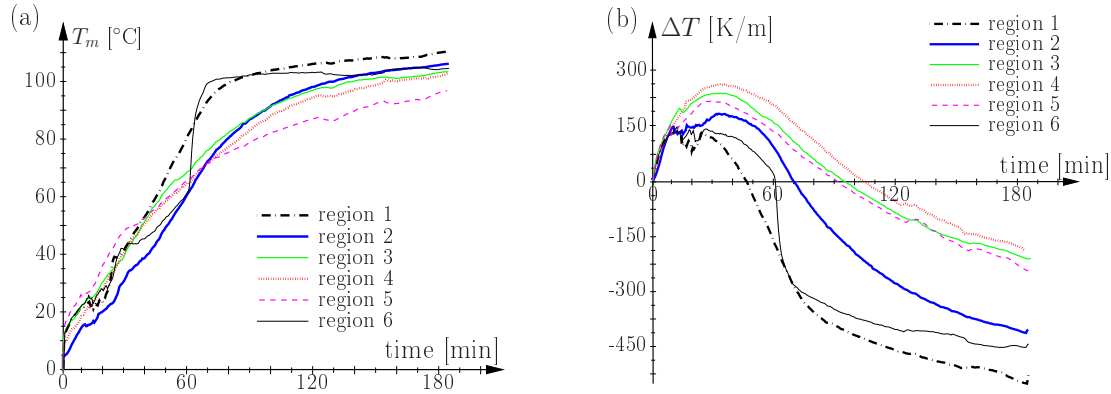 (a)
T_m [°C]
100
80
60
40
20
0
0
60
120
180
time [min]
region 1
region 2
region 3
region 4
region 5
region 6
(b)
ΔT [K/m]
300
150
0
-150
-300
-450
0
60
120
180
time [min]
region 1
region 2
region 3
region 4
region 5
region 6